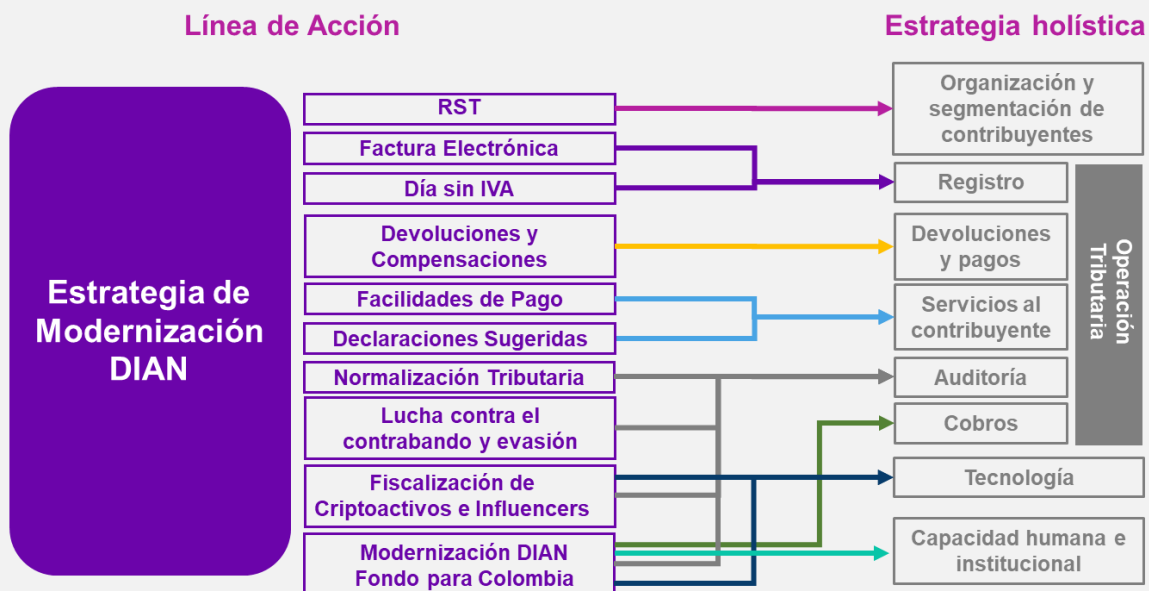 Línea de Acción
Estrategia holística
Estrategia de
Modernización
DIAN
RST
Factura Electrónica
Día sin IVA
Devoluciones y
Compensaciones
Facilidades de Pago
Declaraciones Sugeridas
Normalización Tributaria
Lucha contra el
contrabando y evasión
Fiscalización de
Criptoactivos e Influencers
Modernización DIAN
Fondo para Colombia
Organización y
segmentación de
contribuyentes
Registro
Devoluciones
y pagos
Servicios al
contribuyente
Auditoría
Cobros
Operación
Tributaria
Tecnología
Capacidad humana e
institucional